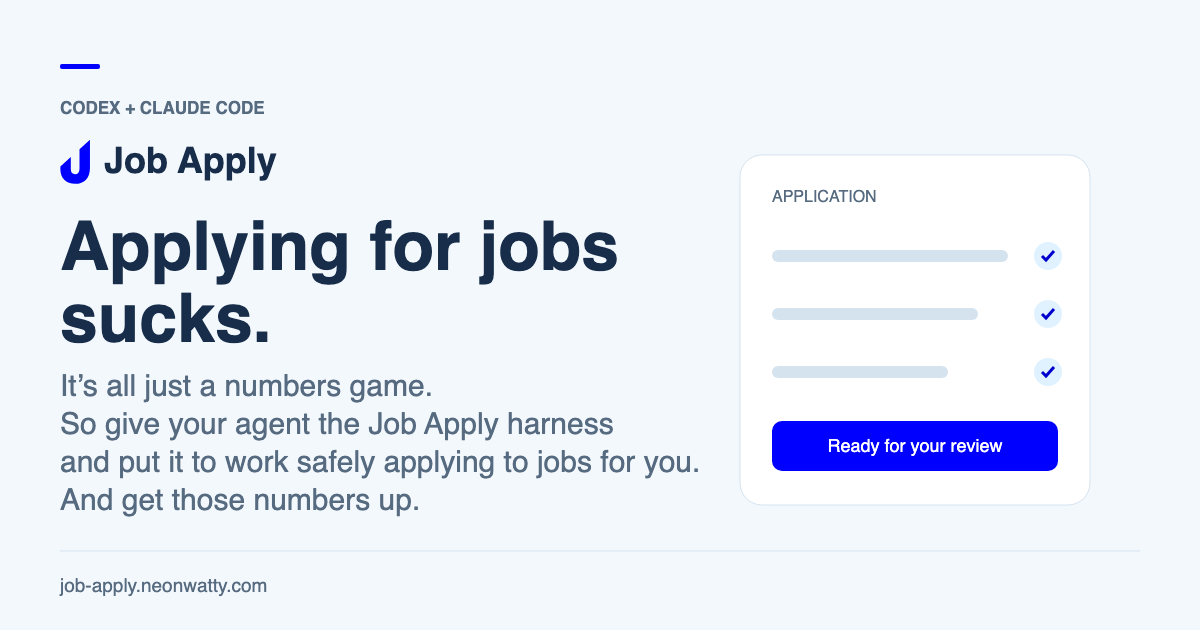 CODEX + CLAUDE CODE
Job Apply
Applying for jobs
sucks.
It’s all just a numbers game.
So give your agent the Job Apply harness
and put it to work safely applying to jobs for you.
And get those numbers up.
APPLICATION
Ready for your review
job-apply.neonwatty.com